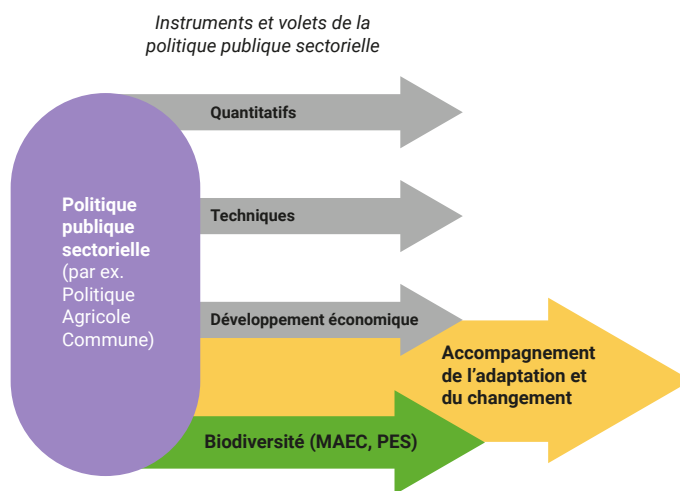 Instruments et volets de la
politique publique sectorielle
Quantitatifs
Politique
publique
sectorielle
(par ex.
Politique
Agricole
Commune)
Techniques
Développement économique
Accompagnement
de l'adaptation et
du changement
Biodiversité (MAEC, PES)